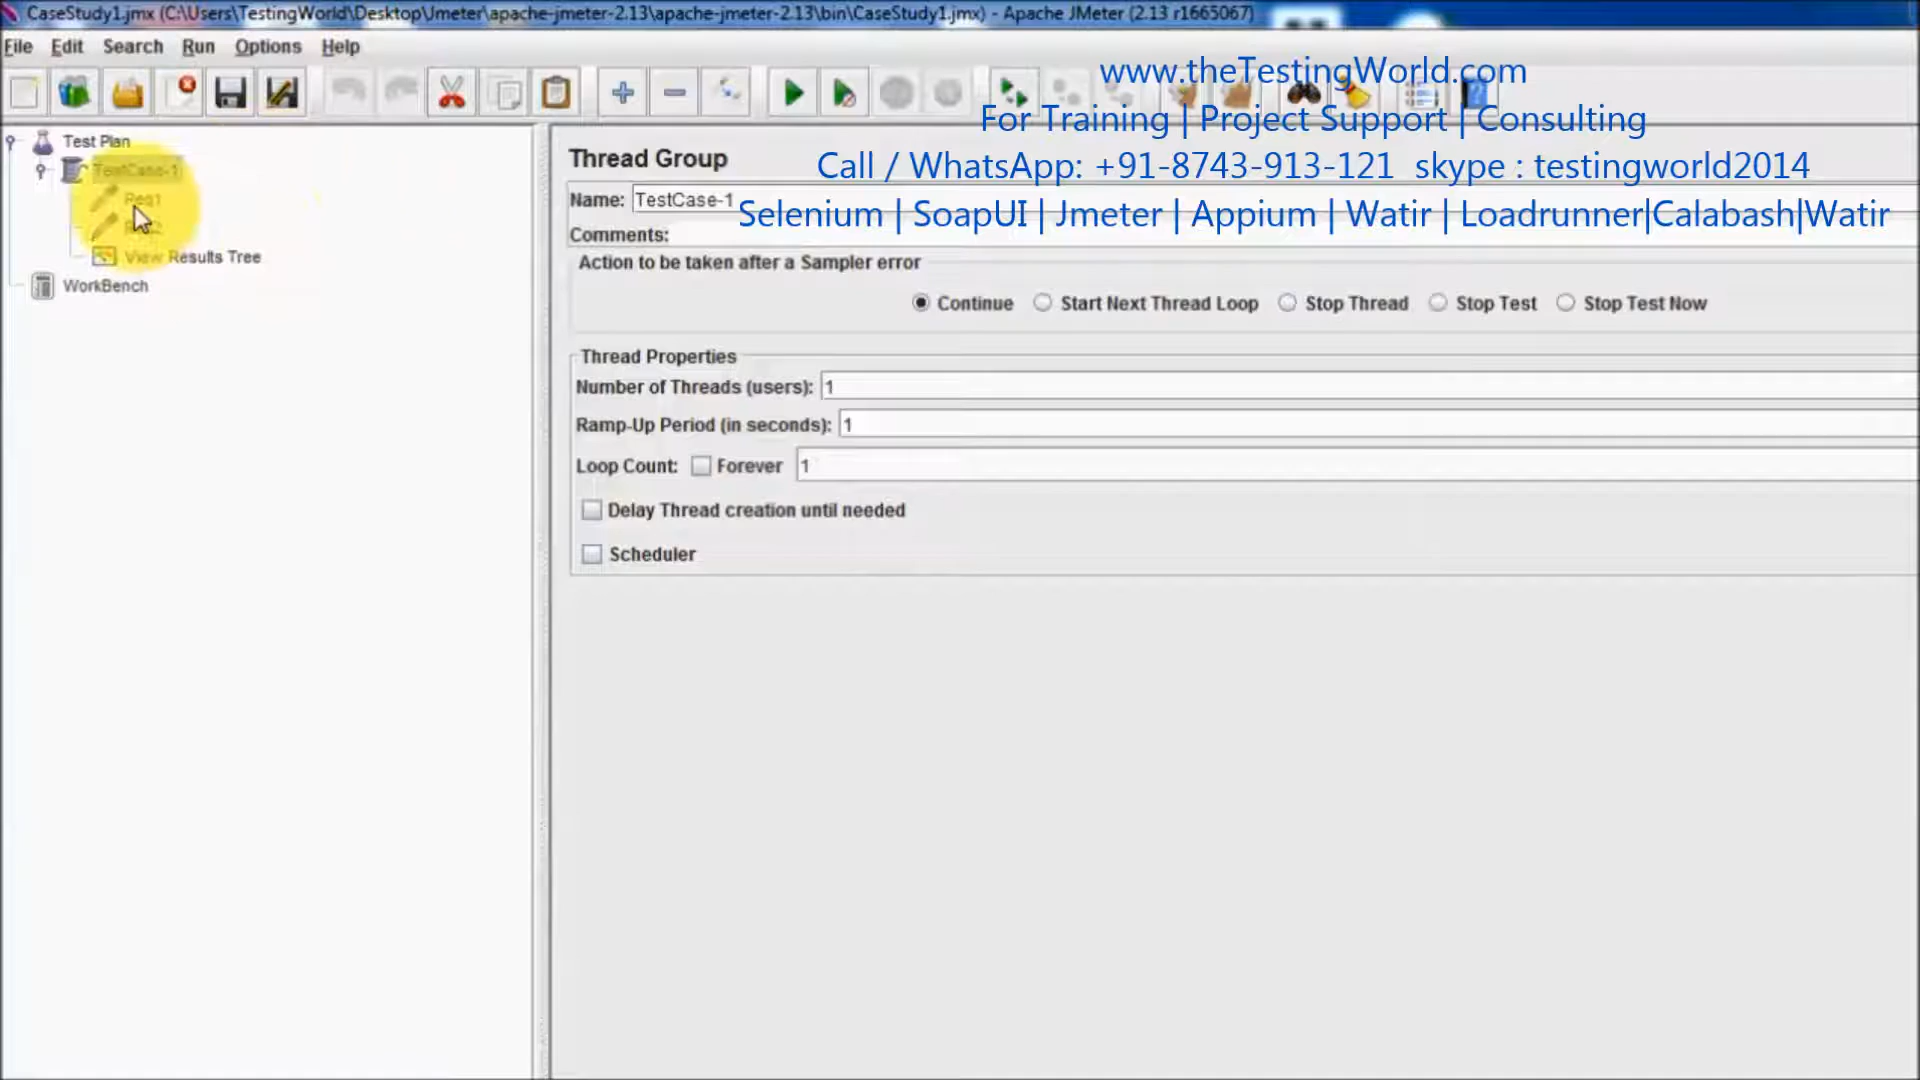 CaseStudy1.jmx (C:\Users\TestingWorld\Desktop\Jmeter\apache-jmeter-2.13\apache-jmeter-2.13\bin\CaseStudy1.jmx) - Apache JMeter (2.13 r1665067)
File Edit Search Run Options Help
www.theTestingWorld.com
For Training | Project Support | Consulting
Call / WhatsApp: +91-8743-913-121 skype : testingworld2014
Selenium | SoapUI | Jmeter | Appium | Watir | Loadrunner|Calabash|Watir
Test Plan
TestCase-1
Req1
View Results Tree
WorkBench
Thread Group
Name: TestCase-1
Comments:
Action to be taken after a Sampler error
Continue Start Next Thread Loop Stop Thread Stop Test Stop Test Now
Thread Properties
Number of Threads (users): 1
Ramp-Up Period (in seconds): 1
Loop Count: Forever 1
Delay Thread creation until needed
Scheduler